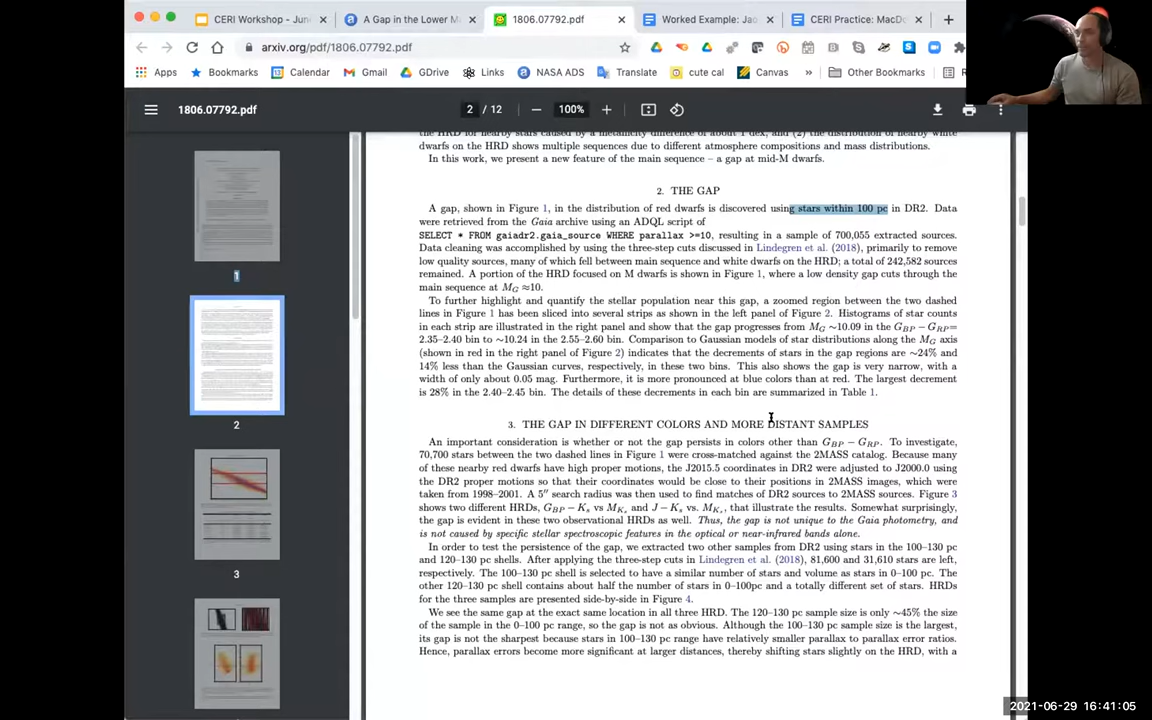 CERI Workshop - Jun
A Gap in the Lower M
1806.07792.pdf
Worked Example: Jao
CERI Practice: MacDo
arxiv.org/pdf/1806.07792.pdf
Apps
Bookmarks
Calendar
Gmail
GDrive
Links
NASA ADS
Translate
cute cal
Canvas
»
Other Bookmarks
1806.07792.pdf
2 / 12
100%
1
2
3
the HRD for nearby stars caused by a metallicity difference of about 1 dex, and (2) the distribution of nearby white
dwarfs on the HRD shows multiple sequences due to different atmosphere compositions and mass distributions.
In this work, we present a new feature of the main sequence – a gap at mid-M dwarfs.
2. THE GAP
A gap, shown in Figure 1, in the distribution of red dwarfs is discovered using stars within 100 pc in DR2. Data
were retrieved from the Gaia archive using an ADQL script of
SELECT * FROM gaiadr2.gaia_source WHERE parallax >=10, resulting in a sample of 700,055 extracted sources.
Data cleaning was accomplished by using the three-step cuts discussed in Lindegren et al. (2018), primarily to remove
low quality sources, many of which fell between main sequence and white dwarfs on the HRD; a total of 242,582 sources
remained. A portion of the HRD focused on M dwarfs is shown in Figure 1, where a low density gap cuts through the
main sequence at M_G ≈10.
To further highlight and quantify the stellar population near this gap, a zoomed region between the two dashed
lines in Figure 1 has been sliced into several strips as shown in the left panel of Figure 2. Histograms of star counts
in each strip are illustrated in the right panel and show that the gap progresses from M_G ∼10.09 in the G_BP − G_RP=
2.35–2.40 bin to ∼10.24 in the 2.55–2.60 bin. Comparison to Gaussian models of star distributions along the M_G axis
(shown in red in the right panel of Figure 2) indicates that the decrements of stars in the gap regions are ∼24% and
14% less than the Gaussian curves, respectively, in these two bins. This also shows the gap is very narrow, with a
width of only about 0.05 mag. Furthermore, it is more pronounced at blue colors than at red. The largest decrement
is 28% in the 2.40–2.45 bin. The details of these decrements in each bin are summarized in Table 1.
3. THE GAP IN DIFFERENT COLORS AND MORE DISTANT SAMPLES
An important consideration is whether or not the gap persists in colors other than G_BP − G_RP. To investigate,
70,700 stars between the two dashed lines in Figure 1 were cross-matched against the 2MASS catalog. Because many
of these nearby red dwarfs have high proper motions, the J2015.5 coordinates in DR2 were adjusted to J2000.0 using
the DR2 proper motions so that their coordinates would be close to their positions in 2MASS images, which were
taken from 1998–2001. A 5″ search radius was then used to find matches of DR2 sources to 2MASS sources. Figure 3
shows two different HRDs, G_BP − K_s vs M_Ks and J − K_s vs. M_Ks, that illustrate the results. Somewhat surprisingly,
the gap is evident in these two observational HRDs as well. Thus, the gap is not unique to the Gaia photometry, and
is not caused by specific stellar spectroscopic features in the optical or near-infrared bands alone.
In order to test the persistence of the gap, we extracted two other samples from DR2 using stars in the 100–130 pc
and 120–130 pc shells. After applying the three-step cuts in Lindegren et al. (2018), 81,600 and 31,610 stars are left,
respectively. The 100–130 pc shell is selected to have a similar number of stars and volume as stars in 0–100 pc. The
other 120–130 pc shell contains about half the number of stars in 0–100pc and a totally different set of stars. HRDs
for the three samples are presented side-by-side in Figure 4.
We see the same gap at the exact same location in all three HRD. The 120–130 pc sample size is only ∼45% the size
of the sample in the 0–100 pc range, so the gap is not as obvious. Although the 100–130 pc sample size is the largest,
its gap is not the sharpest because stars in 100–130 pc range have relatively smaller parallax to parallax error ratios.
Hence, parallax errors become more significant at larger distances, thereby shifting stars slightly on the HRD, with a
2021-06-29 16:41:05